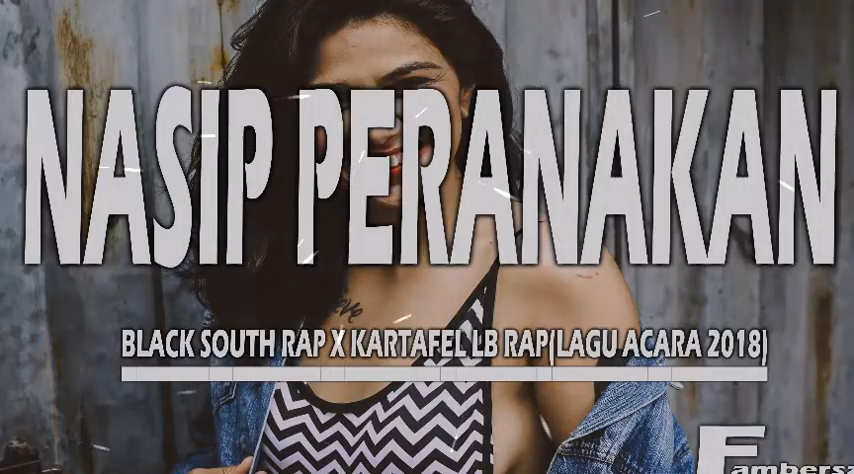 NASIP PERANAKAN
BLACK SOUTH RAP X KARTAFEL LB RAP(LAGU ACARA 2018)